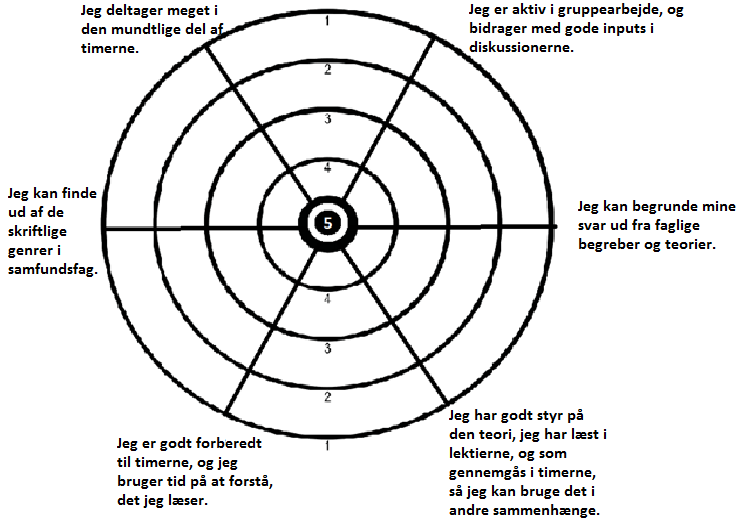 Jeg deltager meget i
den mundtlige del af
timerne.
Jeg er aktiv i gruppearbejde, og
bidrager med gode inputs i
diskussionerne.
1
2
3
4
5
Jeg kan finde
ud af de
skriftlige
genrer i
samfundsfag.
Jeg kan begrunde mine
svar ud fra faglige
begreber og teorier.
4
3
2
1
Jeg er godt forberedt
til timerne, og jeg
bruger tid på at forstå,
det jeg læser.
Jeg har godt styr på
den teori, jeg har læst i
lektierne, og som
gennemgås i timerne,
så jeg kan bruge det i
andre sammenhænge.